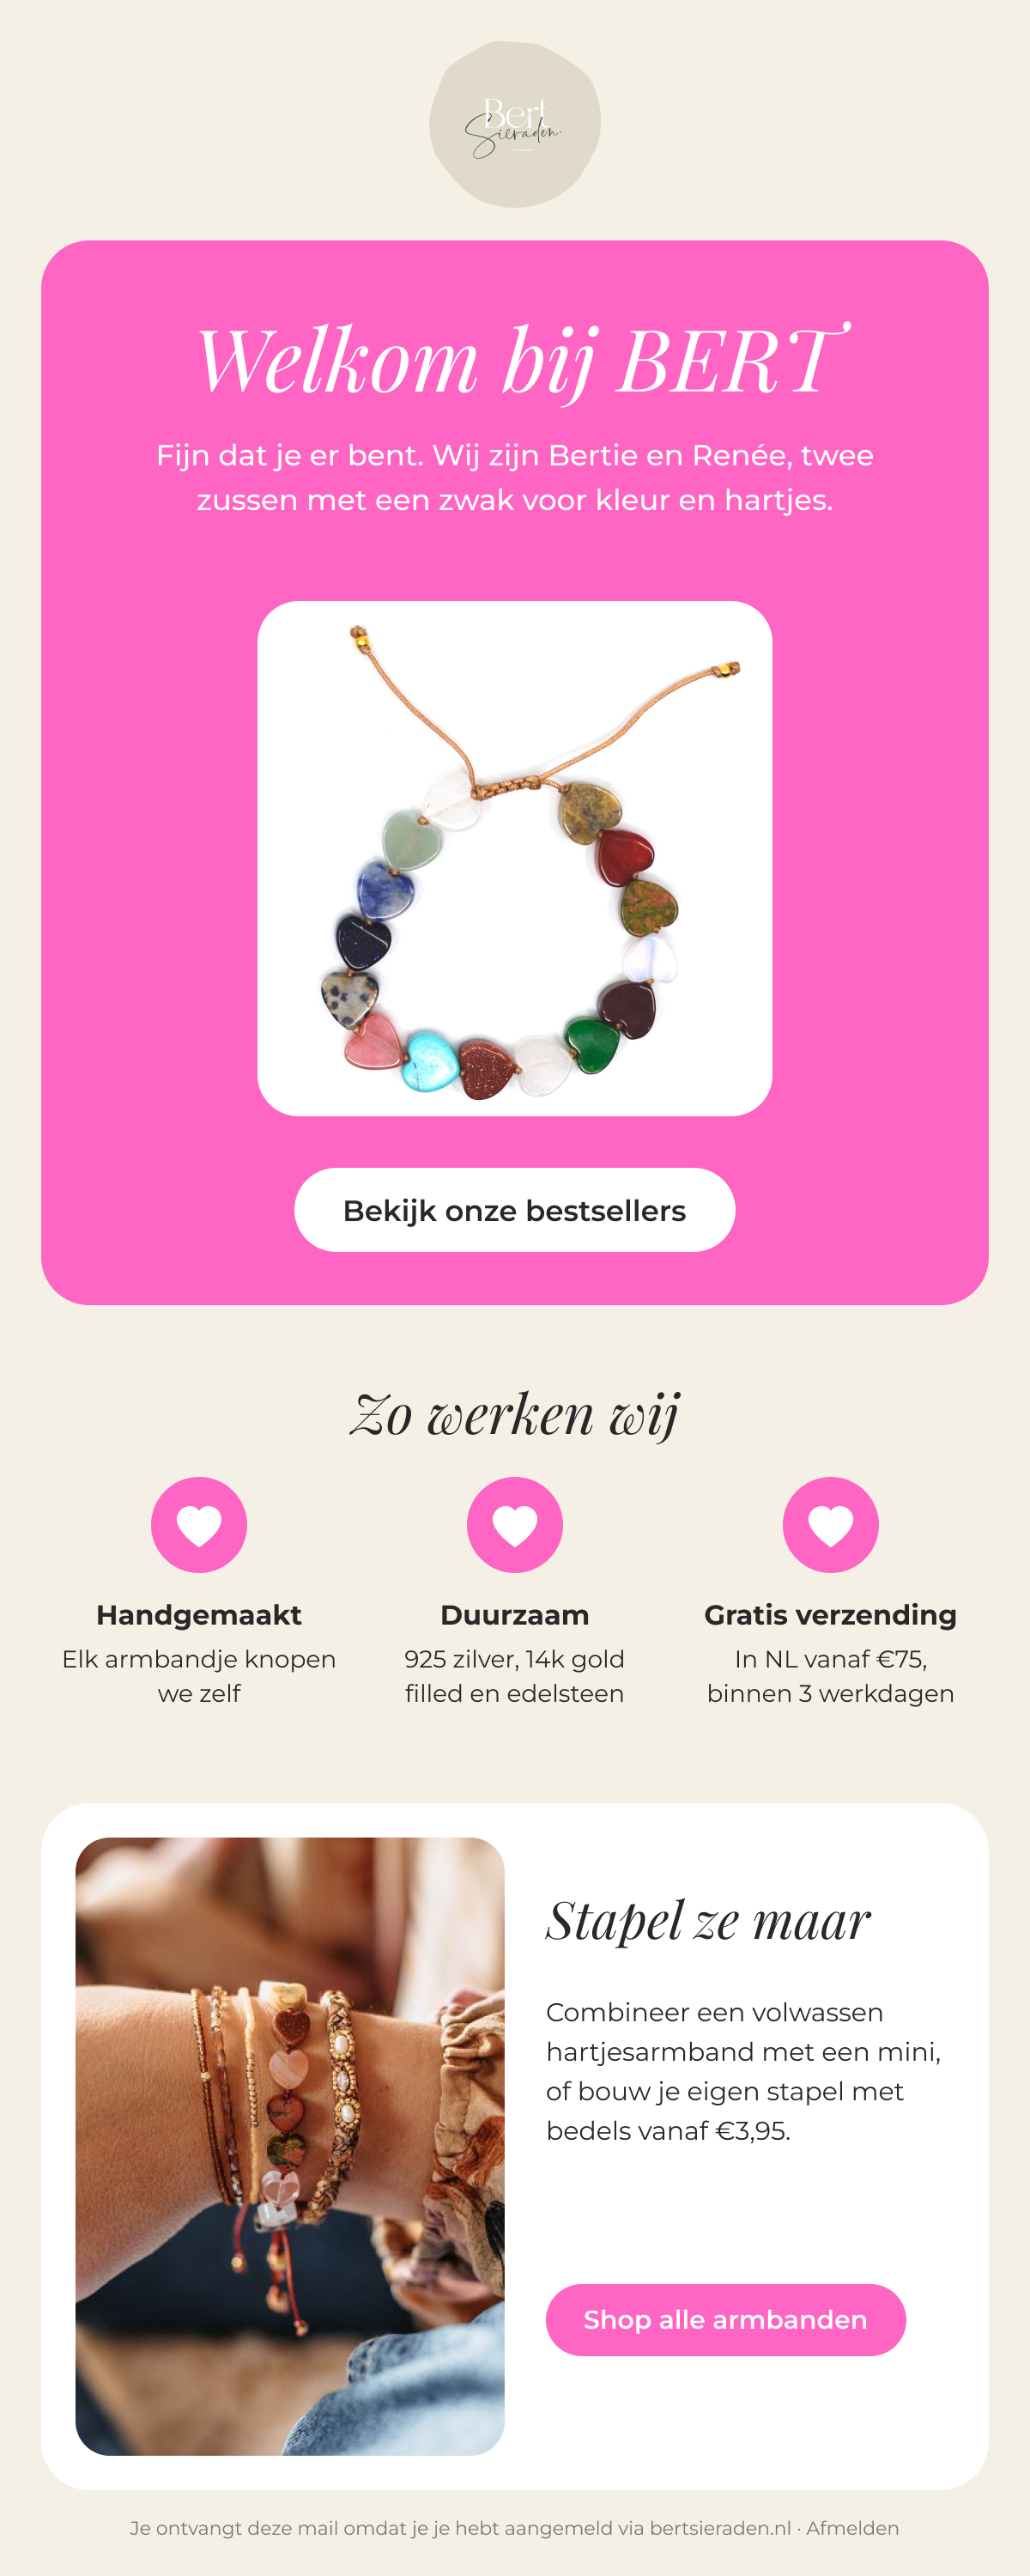 Bert
Sieraden.
Welkom bij BERT
Fijn dat je er bent. Wij zijn Bertie en Renée, twee
zussen met een zwak voor kleur en hartjes.
Bekijk onze bestsellers
Zo werken wij
Handgemaakt
Elk armbandje knopen
we zelf
Duurzaam
925 zilver, 14k gold
filled en edelsteen
Gratis verzending
In NL vanaf €75,
binnen 3 werkdagen
Stapel ze maar
Combineer een volwassen
hartjesarmband met een mini,
of bouw je eigen stapel met
bedels vanaf €3,95.
Shop alle armbanden
Je ontvangt deze mail omdat je je hebt aangemeld via bertsieraden.nl · Afmelden